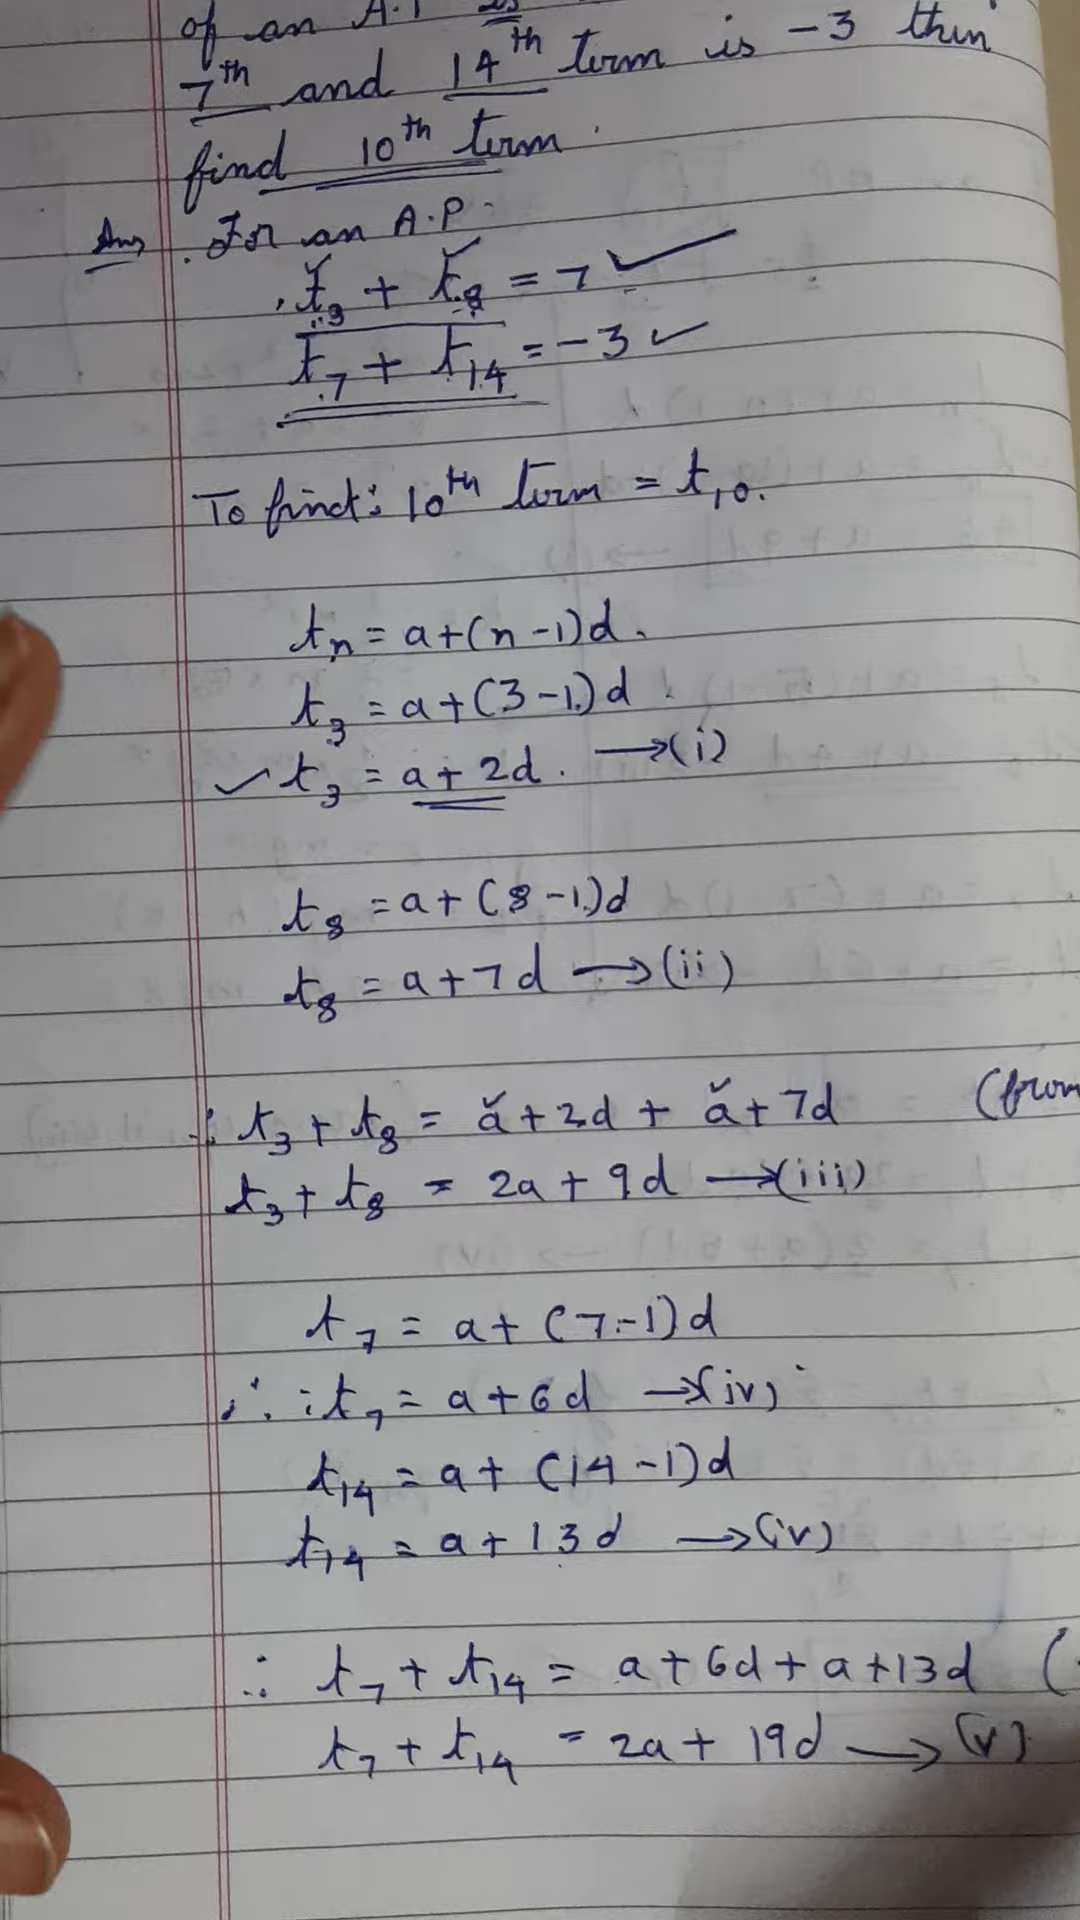 of an A.P is
7th and 14th term is -3 then
find 10th term.
Ans. For an A.P.
t₃ + t₈ = 7 ✓
t₇ + t₁₄ = -3 ✓
To find: 10th term = t₁₀.
tₙ = a+(n-1)d.
t₃ = a+(3-1)d.
✓ t₃ = a+2d. →(i)
t₈ = a+(8-1)d
t₈ = a+7d →(ii)
∴ t₃ + t₈ = a+2d + a+7d (from
t₃ + t₈ = 2a + 9d →(iii)
t₇ = a+(7-1)d
∴ t₇ = a+6d →(iv)
t₁₄ = a+(14-1)d
t₁₄ = a+13d →(iv)
∴ t₇ + t₁₄ = a+6d+a+13d (
t₇ + t₁₄ = 2a+19d →(v)